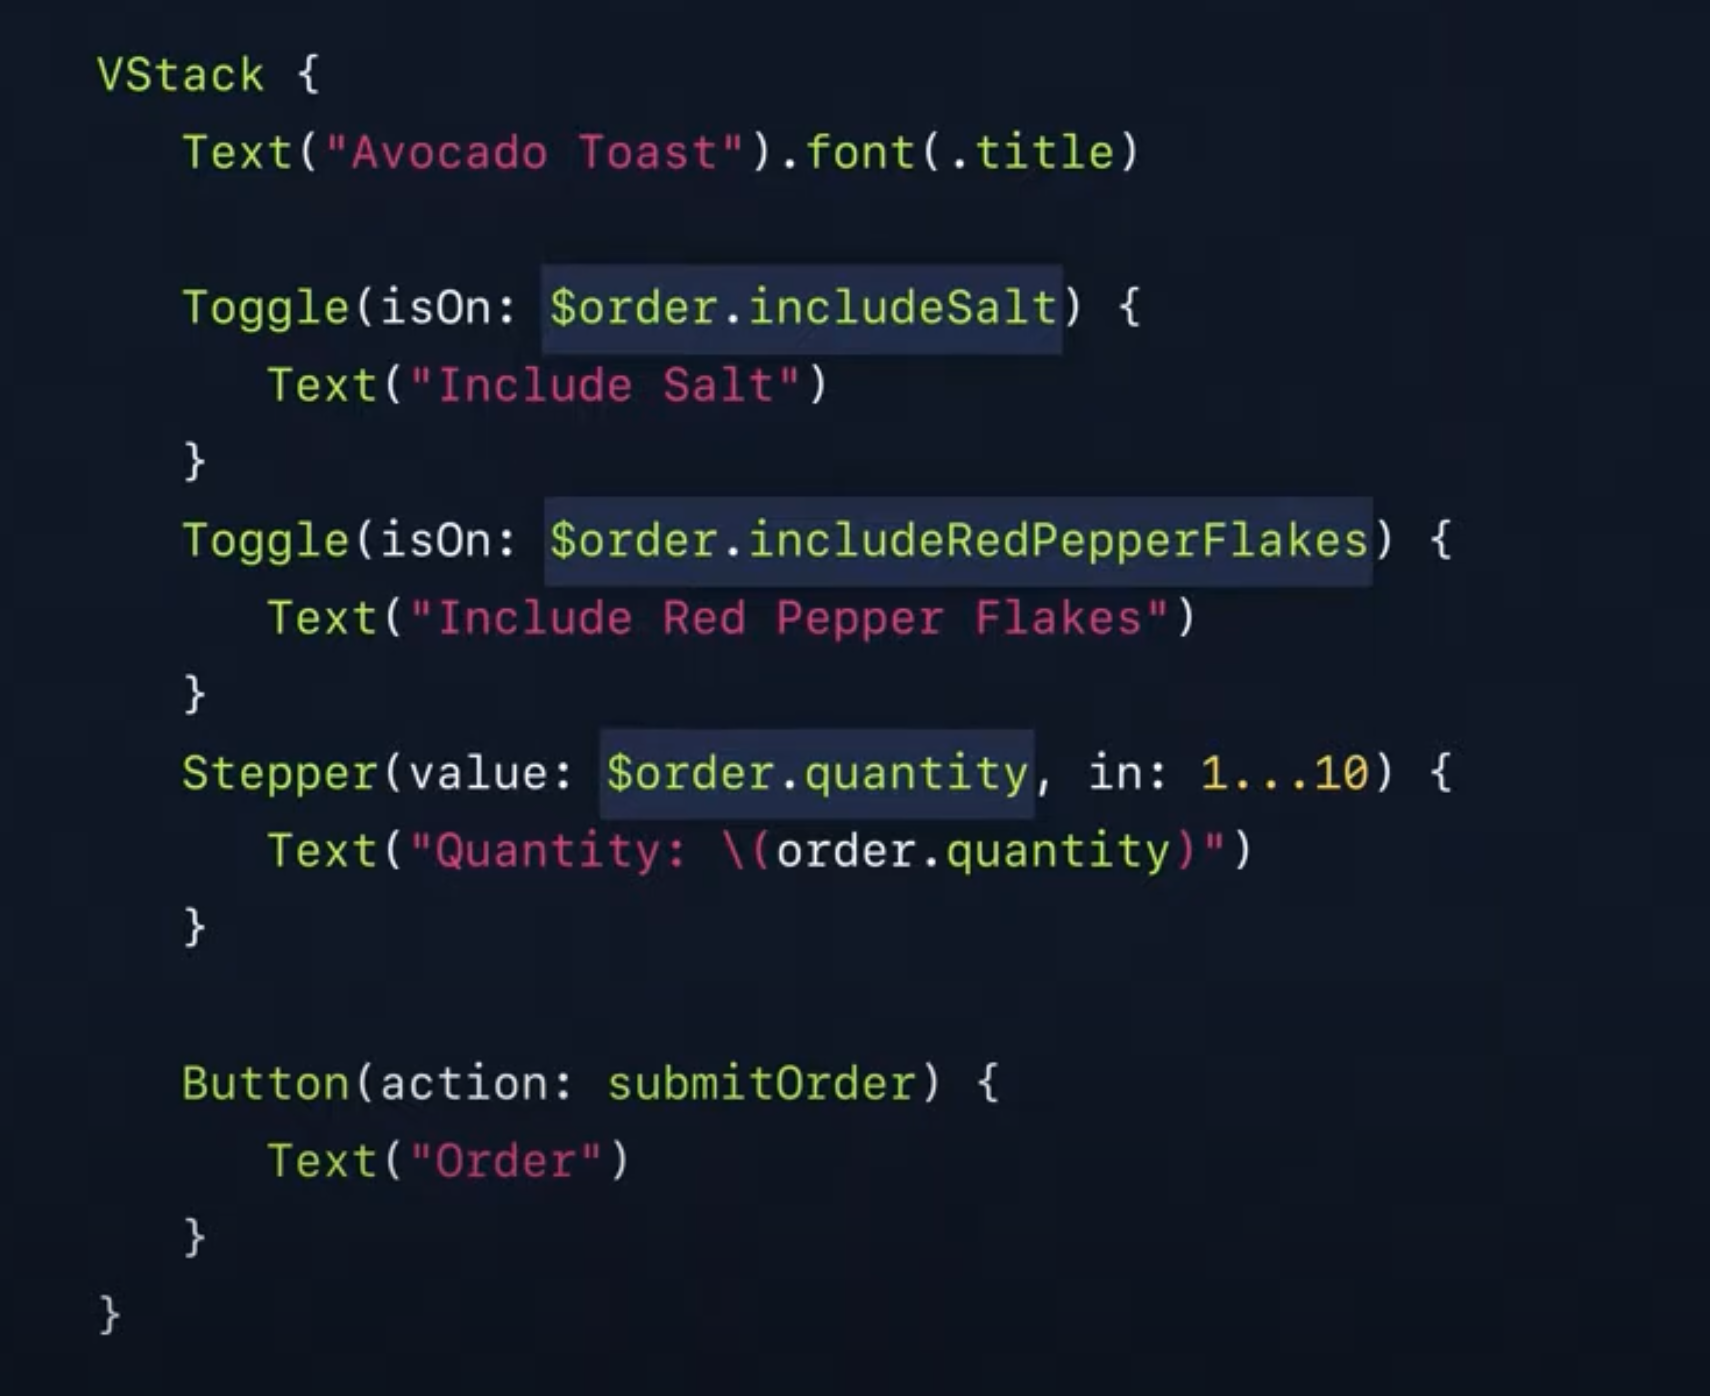 VStack {
   Text("Avocado Toast").font(.title)

   Toggle(isOn: $order.includeSalt) {
      Text("Include Salt")
   }
   Toggle(isOn: $order.includeRedPepperFlakes) {
      Text("Include Red Pepper Flakes")
   }
   Stepper(value: $order.quantity, in: 1...10) {
      Text("Quantity: \(order.quantity)")
   }

   Button(action: submitOrder) {
      Text("Order")
   }
}